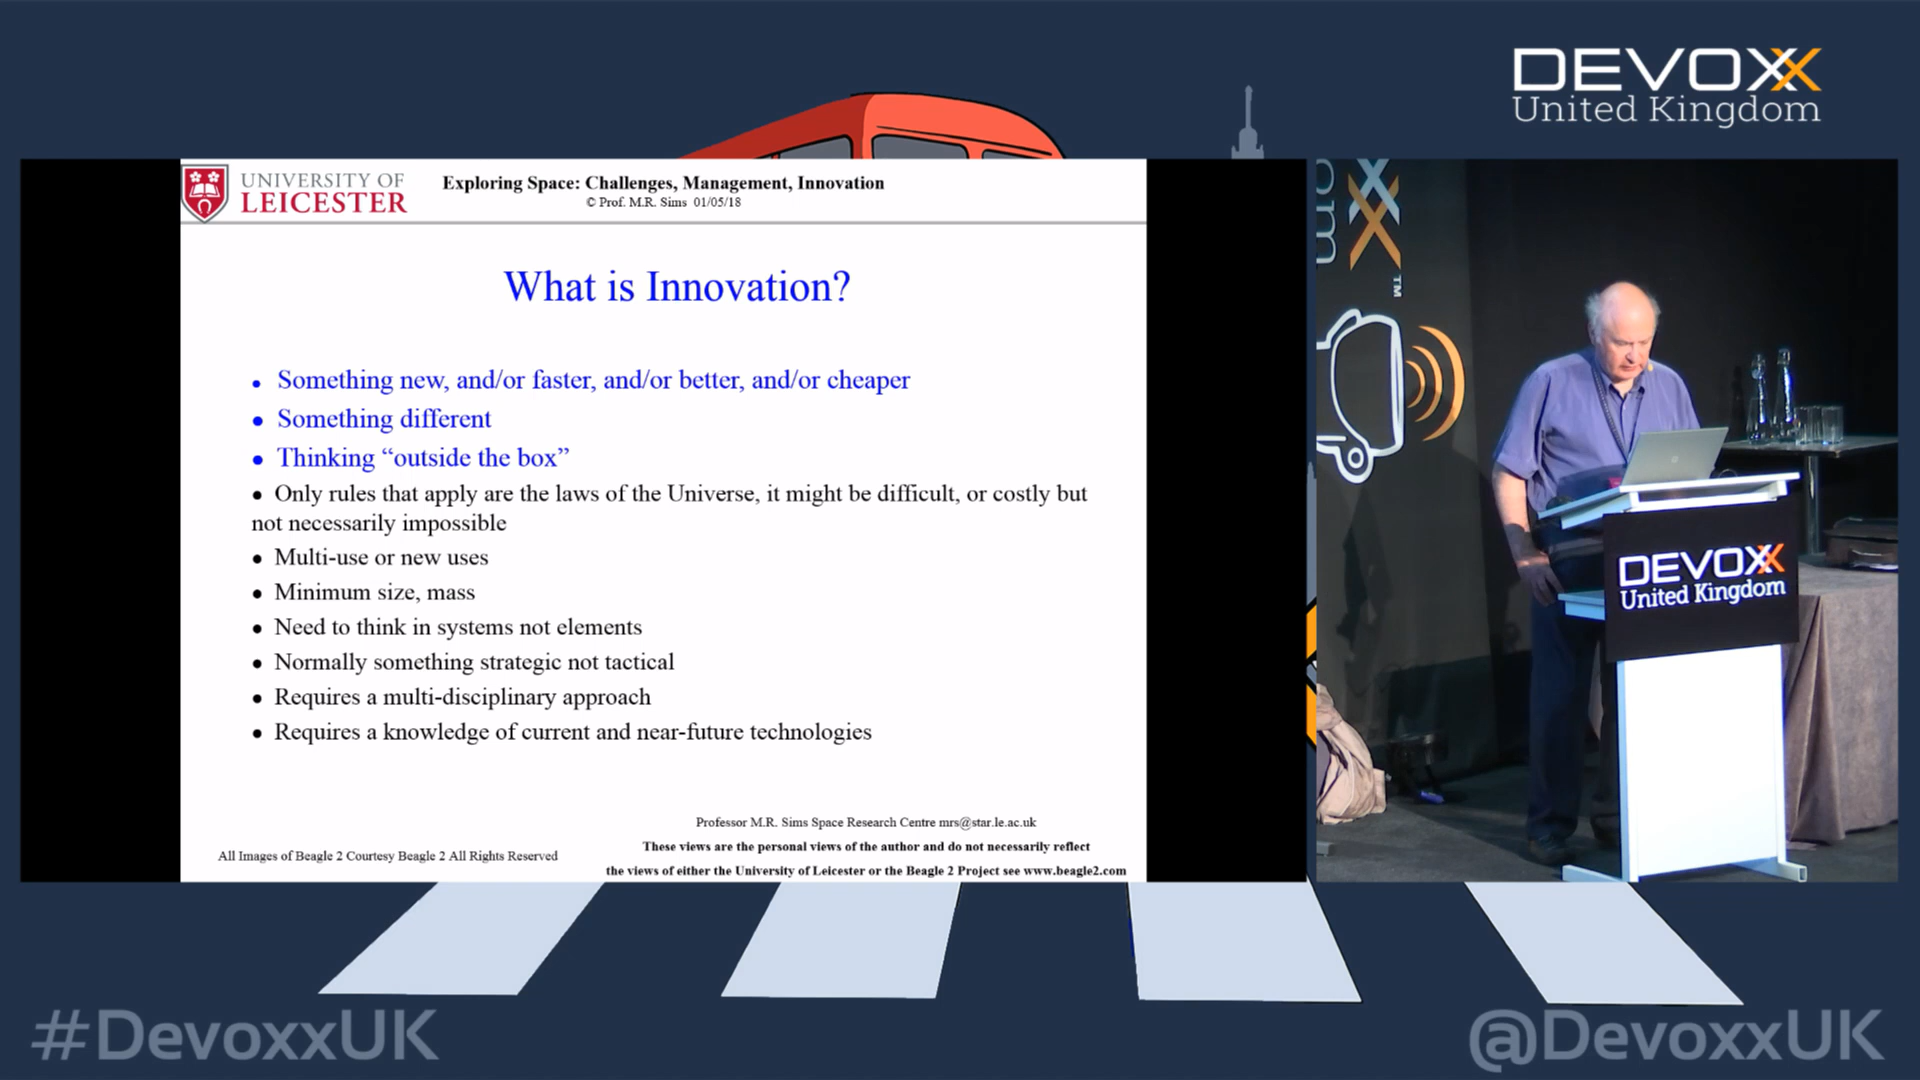 DEVOXX
United Kingdom
UNIVERSITY OF
LEICESTER
Exploring Space: Challenges, Management, Innovation
© Prof. M.R. Sims 01/05/18
What is Innovation?
• Something new, and/or faster, and/or better, and/or cheaper
• Something different
• Thinking “outside the box”
• Only rules that apply are the laws of the Universe, it might be difficult, or costly but
not necessarily impossible
• Multi-use or new uses
• Minimum size, mass
• Need to think in systems not elements
• Normally something strategic not tactical
• Requires a multi-disciplinary approach
• Requires a knowledge of current and near-future technologies
Professor M.R. Sims Space Research Centre mrs@star.le.ac.uk
These views are the personal views of the author and do not necessarily reflect
All Images of Beagle 2 Courtesy Beagle 2 All Rights Reserved
the views of either the University of Leicester or the Beagle 2 Project see www.beagle2.com
TM
DEVOXX
United Kingdom
#DevoxxUK
@DevoxxUK